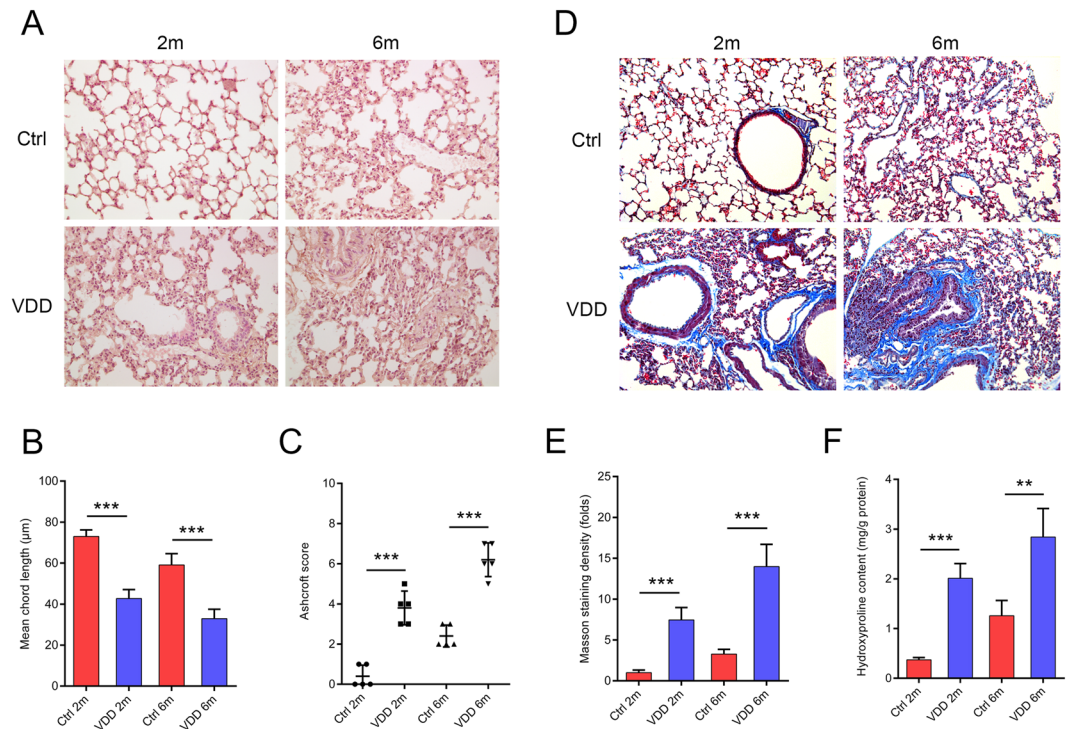 A
2m
6m
Ctrl
VDD
D
2m
6m
Ctrl
VDD
B
Mean chord length (μm)
100
80
60
40
20
0
***
***
Ctrl 2m
VDD 2m
Ctrl 6m
VDD 6m
C
Ashcroft score
10
8
6
4
2
0
***
***
Ctrl 2m
VDD 2m
Ctrl 6m
VDD 6m
E
Masson staining density (folds)
25
20
15
10
5
0
***
***
Ctrl 2m
VDD 2m
Ctrl 6m
VDD 6m
F
Hydroxyproline content (mg/g protein)
4
3
2
1
0
***
**
Ctrl 2m
VDD 2m
Ctrl 6m
VDD 6m